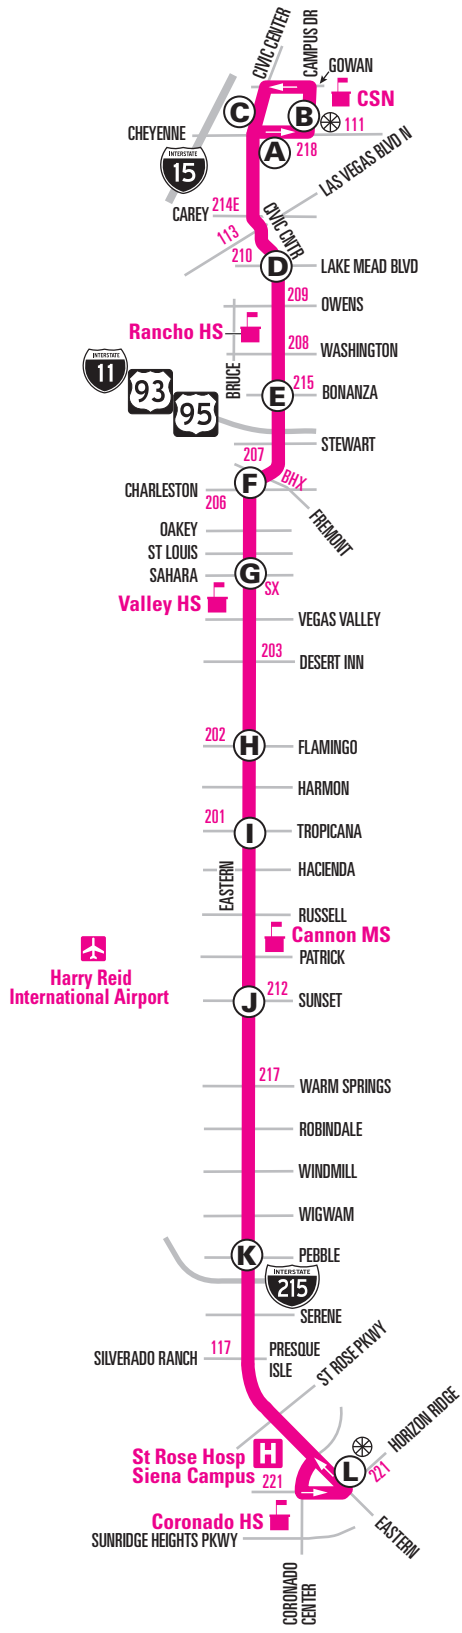 CIVIC CENTER
CAMPUS DR
GOWAN
CSN
C
B
111
CHEYENNE
A
218
INTERSTATE
15
LAS VEGAS BLVD N
CAREY
214E
113
CIVIC CNTR
210
D
LAKE MEAD BLVD
209
OWENS
Rancho HS
208
WASHINGTON
BRUCE
INTERSTATE
11
93
95
215
E
BONANZA
STEWART
207
F
BHX
CHARLESTON
206
FREMONT
OAKEY
ST LOUIS
SAHARA
G
SX
Valley HS
VEGAS VALLEY
203
DESERT INN
202
H
FLAMINGO
HARMON
201
I
TROPICANA
EASTERN
HACIENDA
RUSSELL
Cannon MS
PATRICK
Harry Reid
International Airport
212
J
SUNSET
217
WARM SPRINGS
ROBINDALE
WINDMILL
WIGWAM
K
PEBBLE
INTERSTATE
215
SERENE
117
SILVERADO RANCH
PRESQUE
ISLE
ST ROSE PKWY
HORIZON RIDGE
St Rose Hosp
Siena Campus
H
L
221
221
Coronado HS
EASTERN
SUNRIDGE HEIGHTS PKWY
CORONADO
CENTER